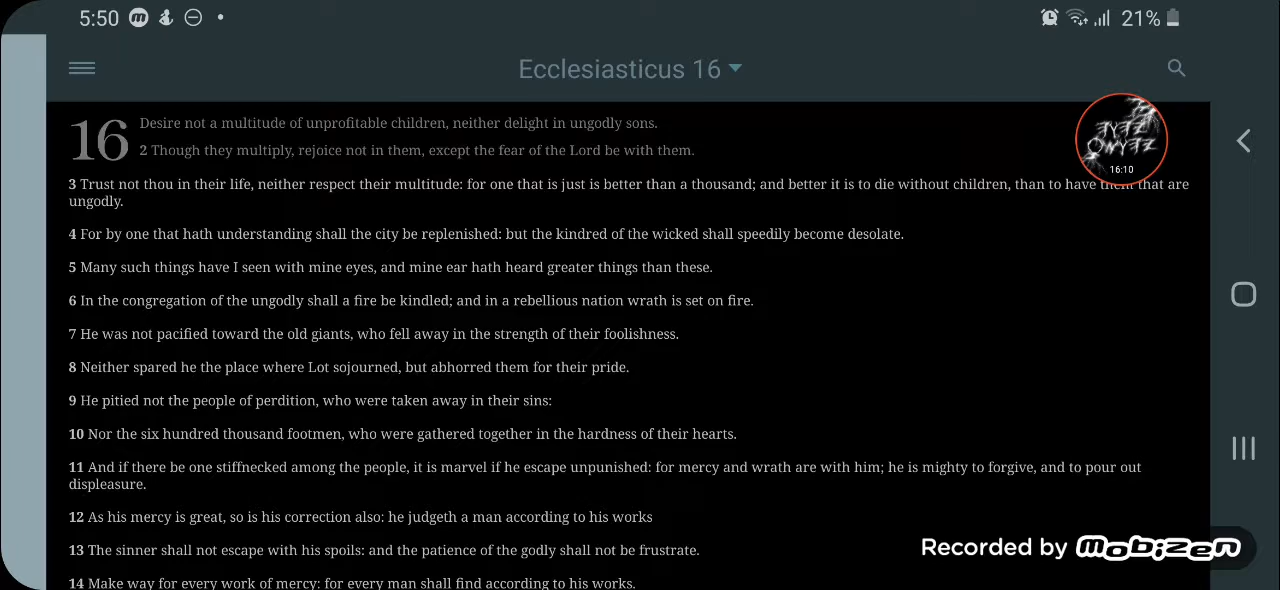 5:50
21%
Ecclesiasticus 16
16 Desire not a multitude of unprofitable children, neither delight in ungodly sons.
2 Though they multiply, rejoice not in them, except the fear of the Lord be with them.
3 Trust not thou in their life, neither respect their multitude: for one that is just is better than a thousand; and better it is to die without children, than to have them that are
ungodly.
16:10
4 For by one that hath understanding shall the city be replenished: but the kindred of the wicked shall speedily become desolate.
5 Many such things have I seen with mine eyes, and mine ear hath heard greater things than these.
6 In the congregation of the ungodly shall a fire be kindled; and in a rebellious nation wrath is set on fire.
7 He was not pacified toward the old giants, who fell away in the strength of their foolishness.
8 Neither spared he the place where Lot sojourned, but abhorred them for their pride.
9 He pitied not the people of perdition, who were taken away in their sins:
10 Nor the six hundred thousand footmen, who were gathered together in the hardness of their hearts.
11 And if there be one stiffnecked among the people, it is marvel if he escape unpunished: for mercy and wrath are with him; he is mighty to forgive, and to pour out
displeasure.
12 As his mercy is great, so is his correction also: he judgeth a man according to his works
13 The sinner shall not escape with his spoils: and the patience of the godly shall not be frustrate.
Recorded by Mobizen
14 Make way for every work of mercy: for every man shall find according to his works.